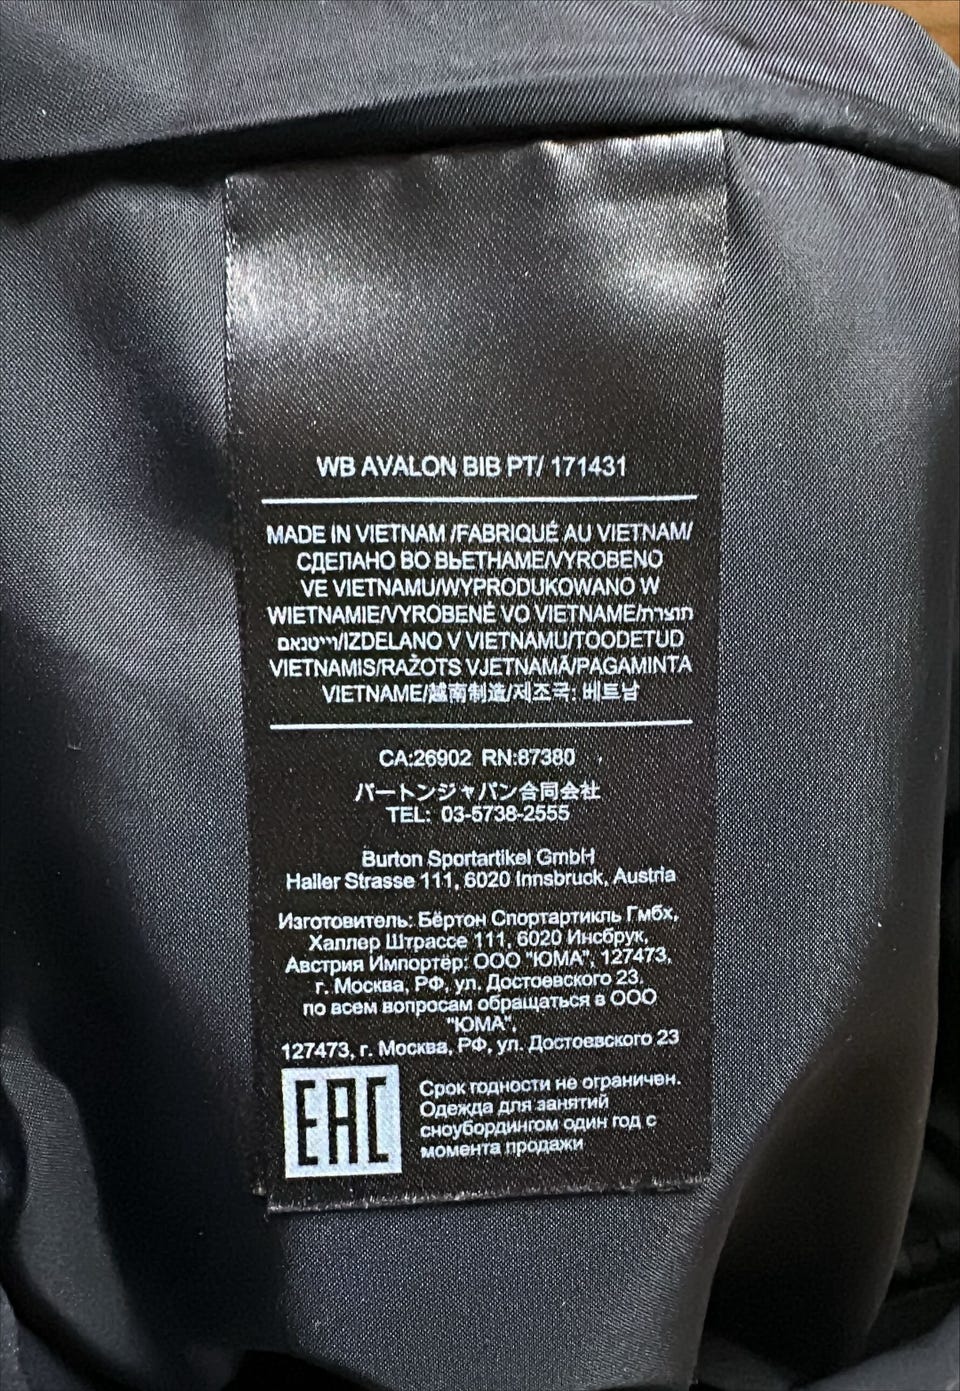 WB AVALON BIB PT/ 171431
MADE IN VIETNAM /FABRIQUÉ AU VIETNAM/
СДЕЛАНО ВО ВЬЕТНАМЕ/VYROBENO
VE VIETNAMU/WYPRODUKOWANO W
WIETNAMIE/VYROBENÉ VO VIETNAME/תוצרת
וייטנאם/IZDELANO V VIETNAMU/TOODETUD
VIETNAMIS/RAŽOTS VJETNAMĀ/PAGAMINTA
VIETNAME/越南制造/제조국: 베트남
CA:26902 RN:87380
バートンジャパン合同会社
TEL: 03-5738-2555
Burton Sportartikel GmbH
Haller Strasse 111, 6020 Innsbruck, Austria
Изготовитель: Бёртон Спортартикль Гмбх,
Халлер Штрассе 111, 6020 Инсбрук,
Австрия Импортёр: ООО "ЮМА", 127473,
г. Москва, РФ, ул. Достоевского 23.
по всем вопросам обращаться в ООО
"ЮМА",
127473, г. Москва, РФ, ул. Достоевского 23
EAC
Срок годности не ограничен.
Одежда для занятий
сноубордингом один год с
момента продажи